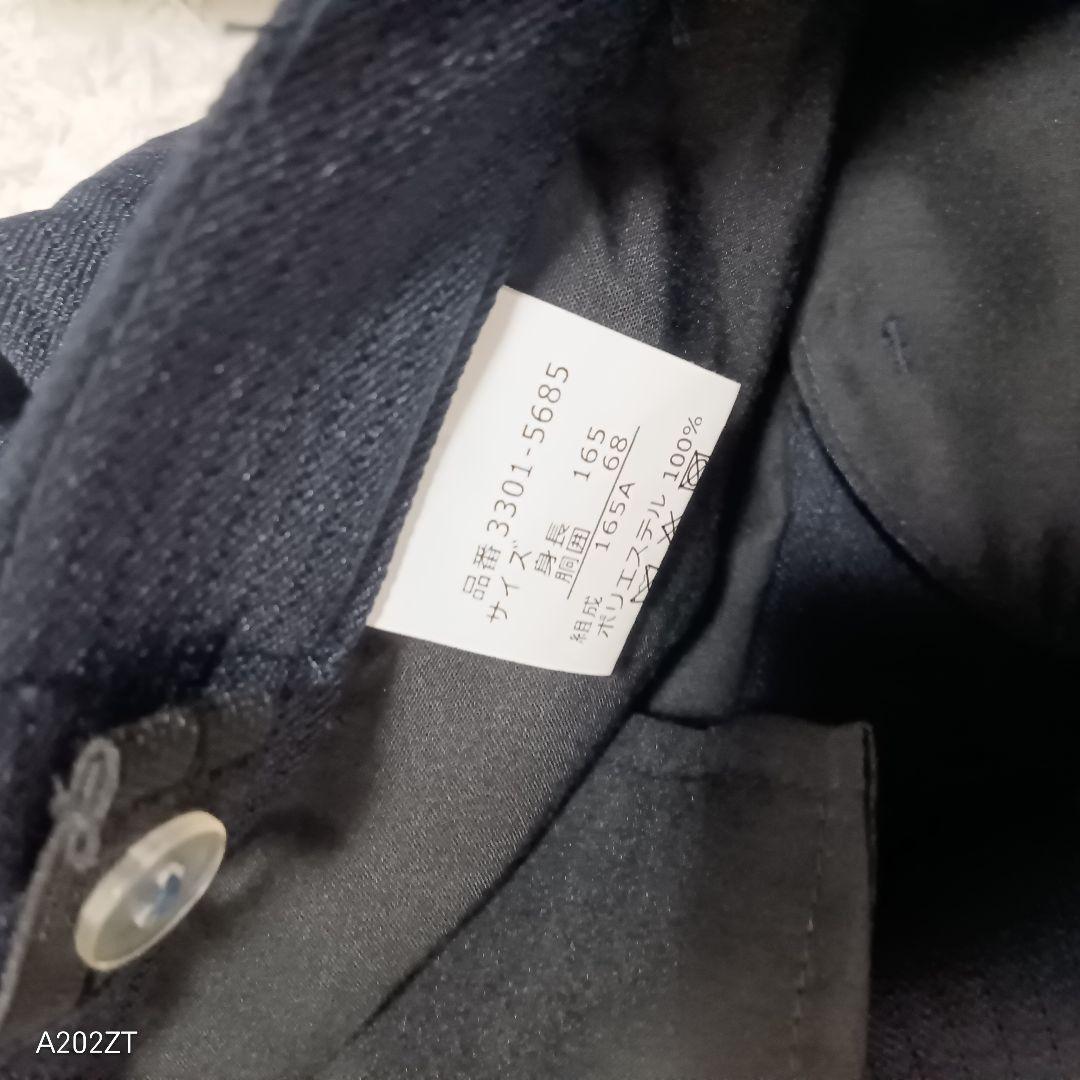 品番 3301-5685
サイズ
身長 165
胴囲 68
165A
組成
ポリエステル 100%
A202ZT